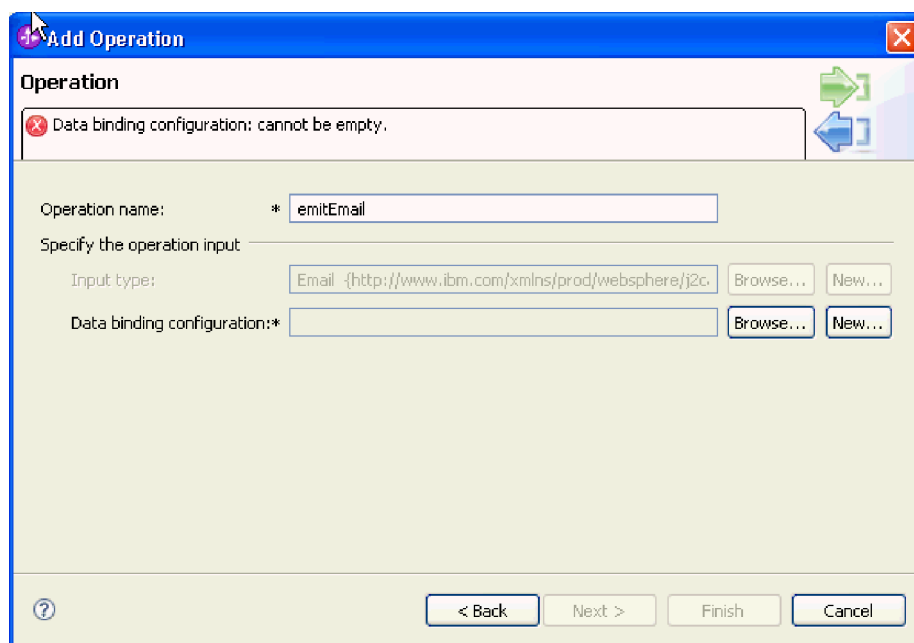 Add Operation
Operation
Data binding configuration: cannot be empty.
Operation name: * emitEmail
Specify the operation input
Input type: Email {http://www.ibm.com/xmlns/prod/websphere/j2c Browse... New...
Data binding configuration:* Browse... New...
? < Back Next > Finish Cancel